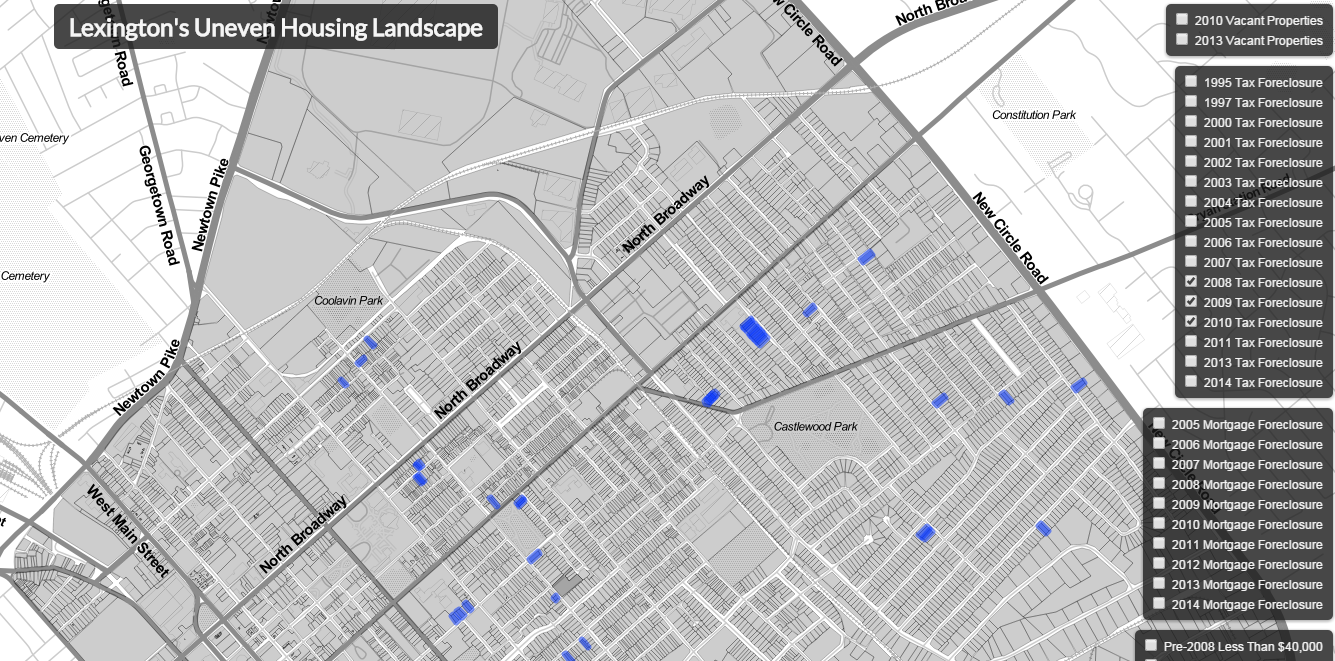 Lexington's Uneven Housing Landscape
2010 Vacant Properties
2013 Vacant Properties
1995 Tax Foreclosure
1997 Tax Foreclosure
2000 Tax Foreclosure
2001 Tax Foreclosure
2002 Tax Foreclosure
2003 Tax Foreclosure
2004 Tax Foreclosure
2005 Tax Foreclosure
2006 Tax Foreclosure
2007 Tax Foreclosure
2008 Tax Foreclosure
2009 Tax Foreclosure
2010 Tax Foreclosure
2011 Tax Foreclosure
2013 Tax Foreclosure
2014 Tax Foreclosure
2005 Mortgage Foreclosure
2006 Mortgage Foreclosure
2007 Mortgage Foreclosure
2008 Mortgage Foreclosure
2009 Mortgage Foreclosure
2010 Mortgage Foreclosure
2011 Mortgage Foreclosure
2012 Mortgage Foreclosure
2013 Mortgage Foreclosure
2014 Mortgage Foreclosure
Pre-2008 Less Than $40,000
Road
New Circle Road
North Broa
Constitution Park
ven Cemetery
Georgetown Road
Newtown Pike
North Broadway
New Circle Road
Cemetery
Coolavin Park
Newtown Pike
North Broadway
Castlewood Park
West Main Street
North Broadway